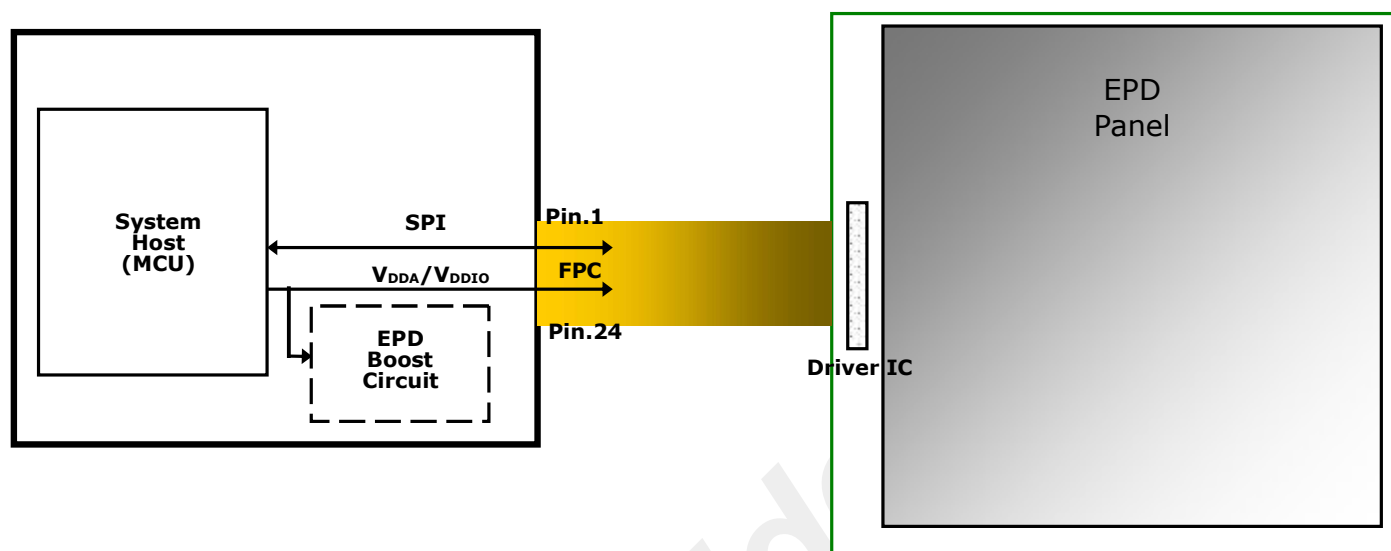 EPD
Panel
System
Host
(MCU)
SPI
Pin.1
VDDA/VDDIO
FPC
Pin.24
EPD
Boost
Circuit
Driver IC